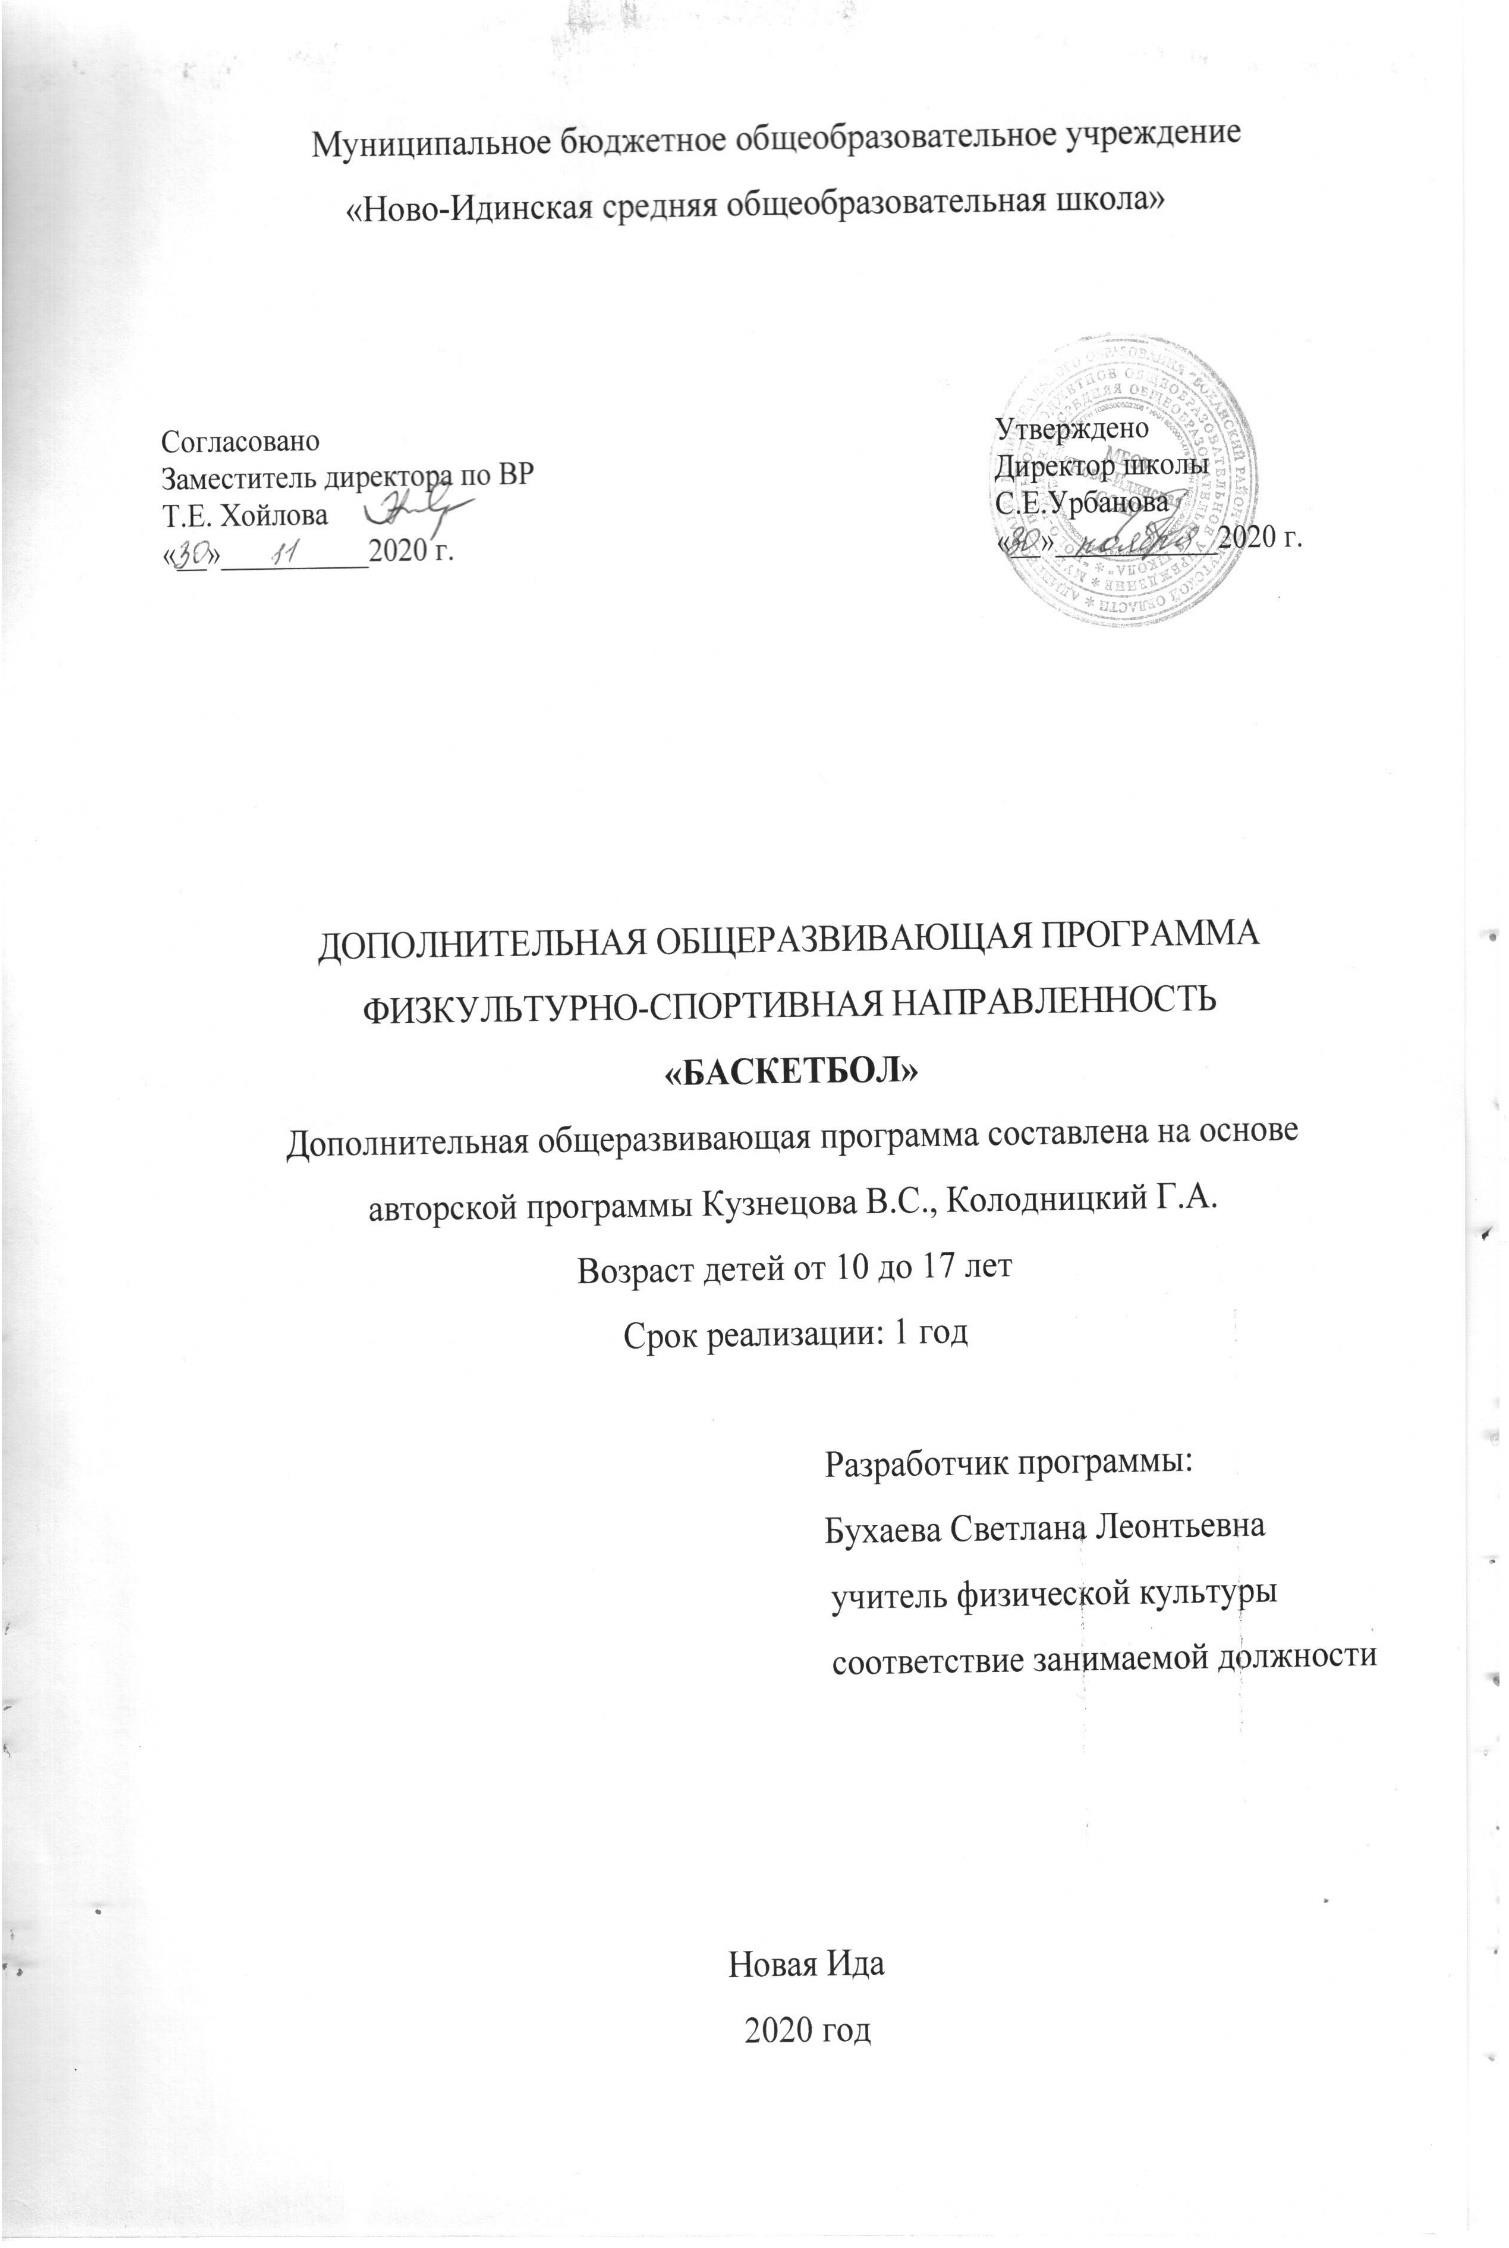 Муниципальное бюджетное общеобразовательное учреждение
«Ново-Идинская средняя общеобразовательная школа»
Согласовано
Заместитель директора по ВР
Т.Е. Хойлова
«30» 11 2020 г.
Утверждено
Директор школы
С.Е.Урбанова
«30» ноября 2020 г.
ДОПОЛНИТЕЛЬНАЯ ОБЩЕРАЗВИВАЮЩАЯ ПРОГРАММА
ФИЗКУЛЬТУРНО-СПОРТИВНАЯ НАПРАВЛЕННОСТЬ
«БАСКЕТБОЛ»
Дополнительная общеразвивающая программа составлена на основе
авторской программы Кузнецова В.С., Колодницкий Г.А.
Возраст детей от 10 до 17 лет
Срок реализации: 1 год
Разработчик программы:
Бухаева Светлана Леонтьевна
учитель физической культуры
соответствие занимаемой должности
Новая Ида
2020 год